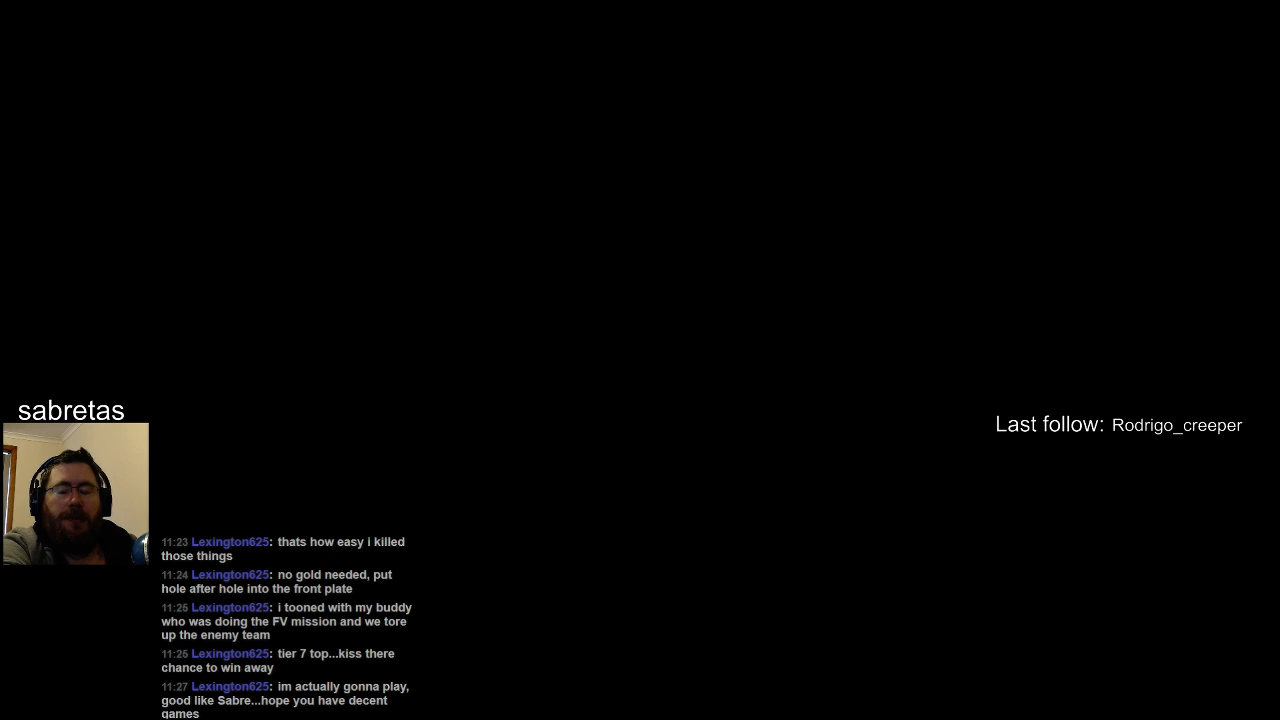 sabretas
Last follow: Rodrigo_creeper
11:23 Lexington625: thats how easy i killed
those things
11:24 Lexington625: no gold needed, put
hole after hole into the front plate
11:25 Lexington625: i tooned with my buddy
who was doing the FV mission and we tore
up the enemy team
11:25 Lexington625: tier 7 top...kiss there
chance to win away
11:27 Lexington625: im actually gonna play,
good like Sabre...hope you have decent
games